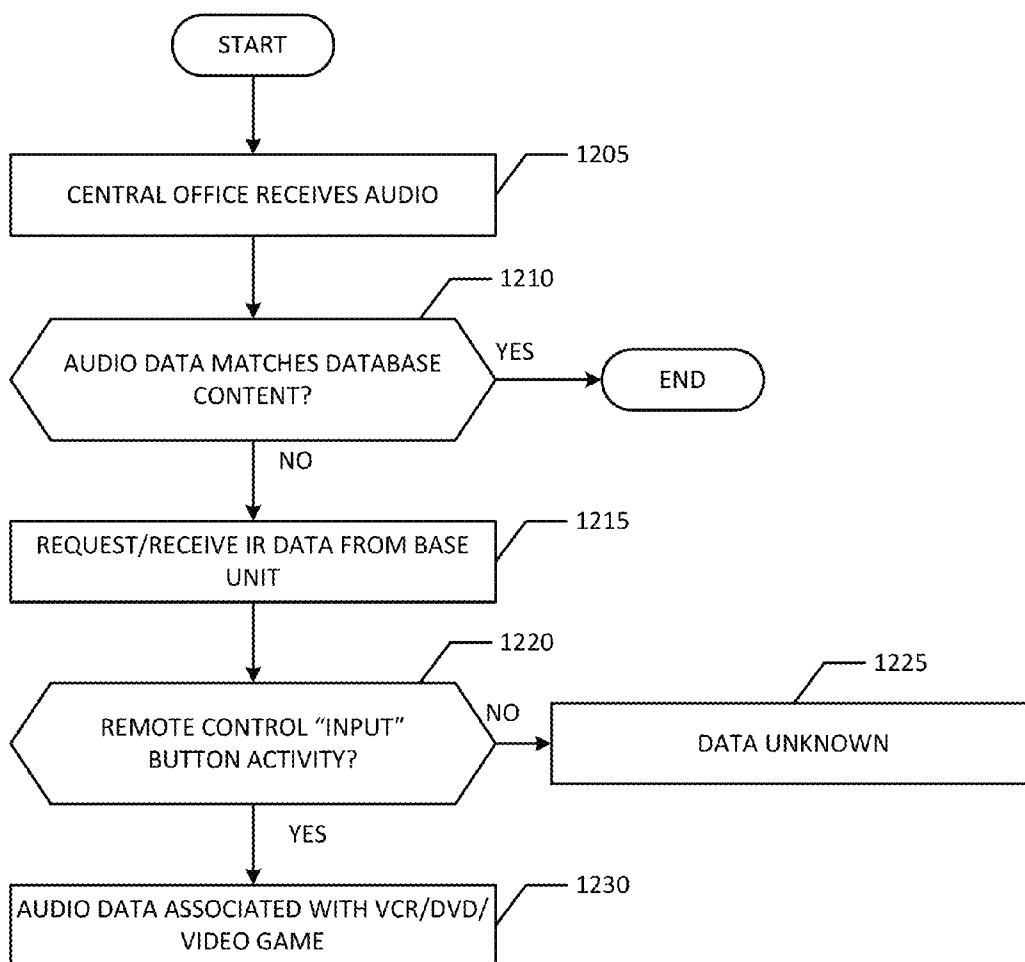 START
1205
CENTRAL OFFICE RECEIVES AUDIO
1210
AUDIO DATA MATCHES DATABASE
CONTENT?
YES
END
NO
1215
REQUEST/RECEIVE IR DATA FROM BASE
UNIT
1220
1225
REMOTE CONTROL “INPUT”
BUTTON ACTIVITY?
NO
DATA UNKNOWN
YES
1230
AUDIO DATA ASSOCIATED WITH VCR/DVD/
VIDEO GAME